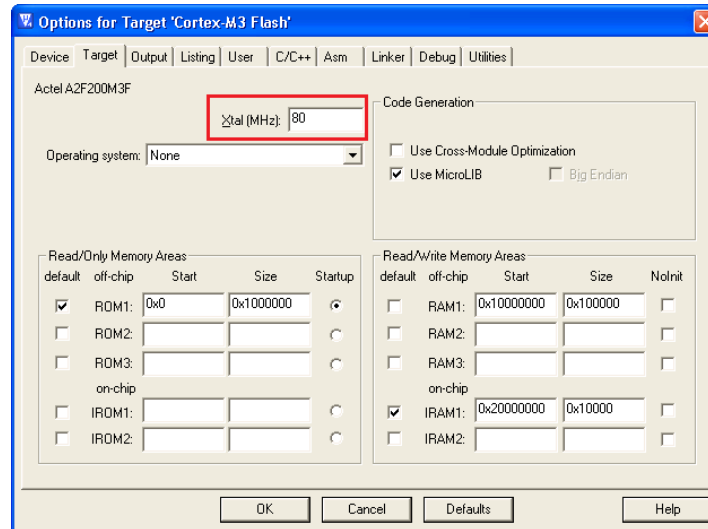 Options for Target 'Cortex-M3 Flash'
Device Target Output Listing User C/C++ Asm Linker Debug Utilities
Actel A2F200M3F
Xtal (MHz): 80
Operating system: None
Code Generation
Use Cross-Module Optimization
Use MicroLIB Big Endian
Read/Only Memory Areas
default off-chip Start Size Startup
ROM1: 0x0 0x1000000
ROM2:
ROM3:
on-chip
IROM1:
IROM2:
Read/Write Memory Areas
default off-chip Start Size NoInit
RAM1: 0x10000000 0x100000
RAM2:
RAM3:
on-chip
IRAM1: 0x20000000 0x10000
IRAM2:
OK Cancel Defaults Help